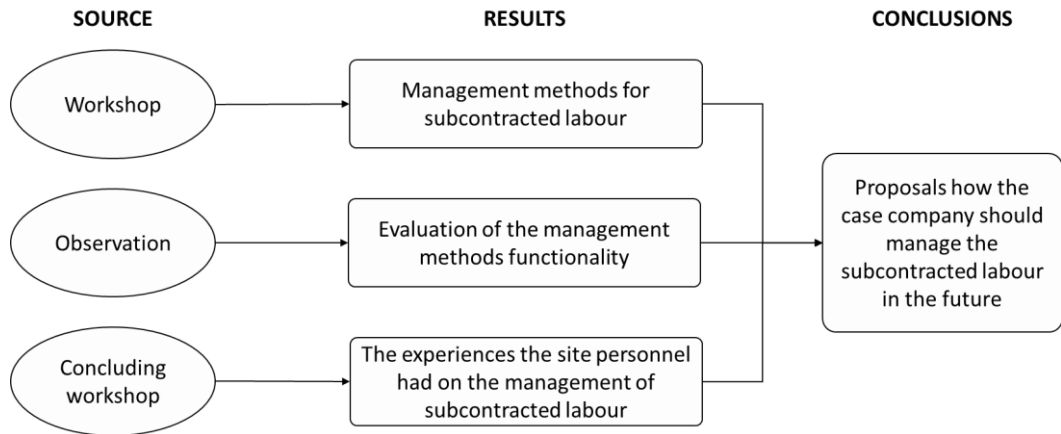 SOURCE
RESULTS
CONCLUSIONS
Workshop
Management methods for
subcontracted labour
Observation
Evaluation of the management
methods functionality
Concluding
workshop
The experiences the site personnel
had on the management of
subcontracted labour
Proposals how the
case company should
manage the
subcontracted labour
in the future